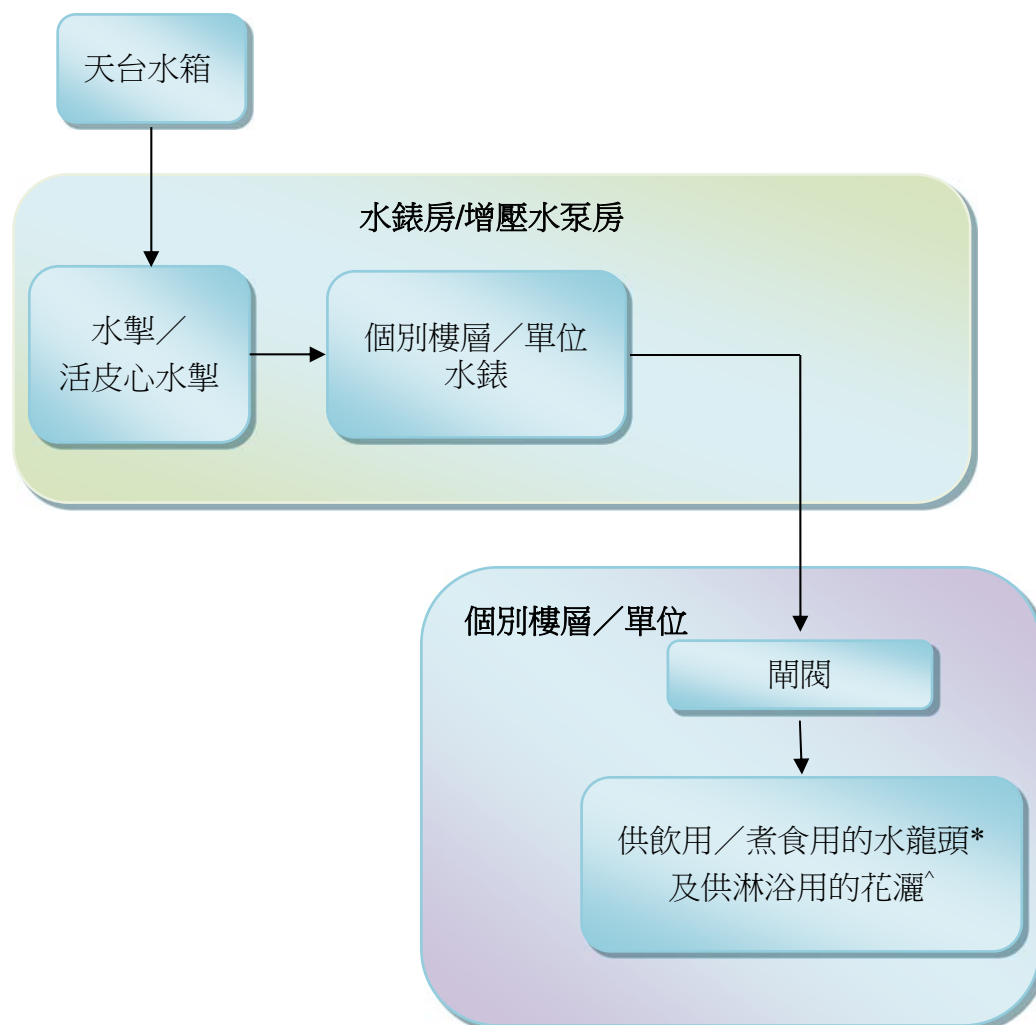 天台水箱
水錶房/增壓水泵房
水掣／
活皮心水掣
個別樓層／單位
水錶
個別樓層／單位
閘閥
供飲用／煮食用的水龍頭*
及供淋浴用的花灑^